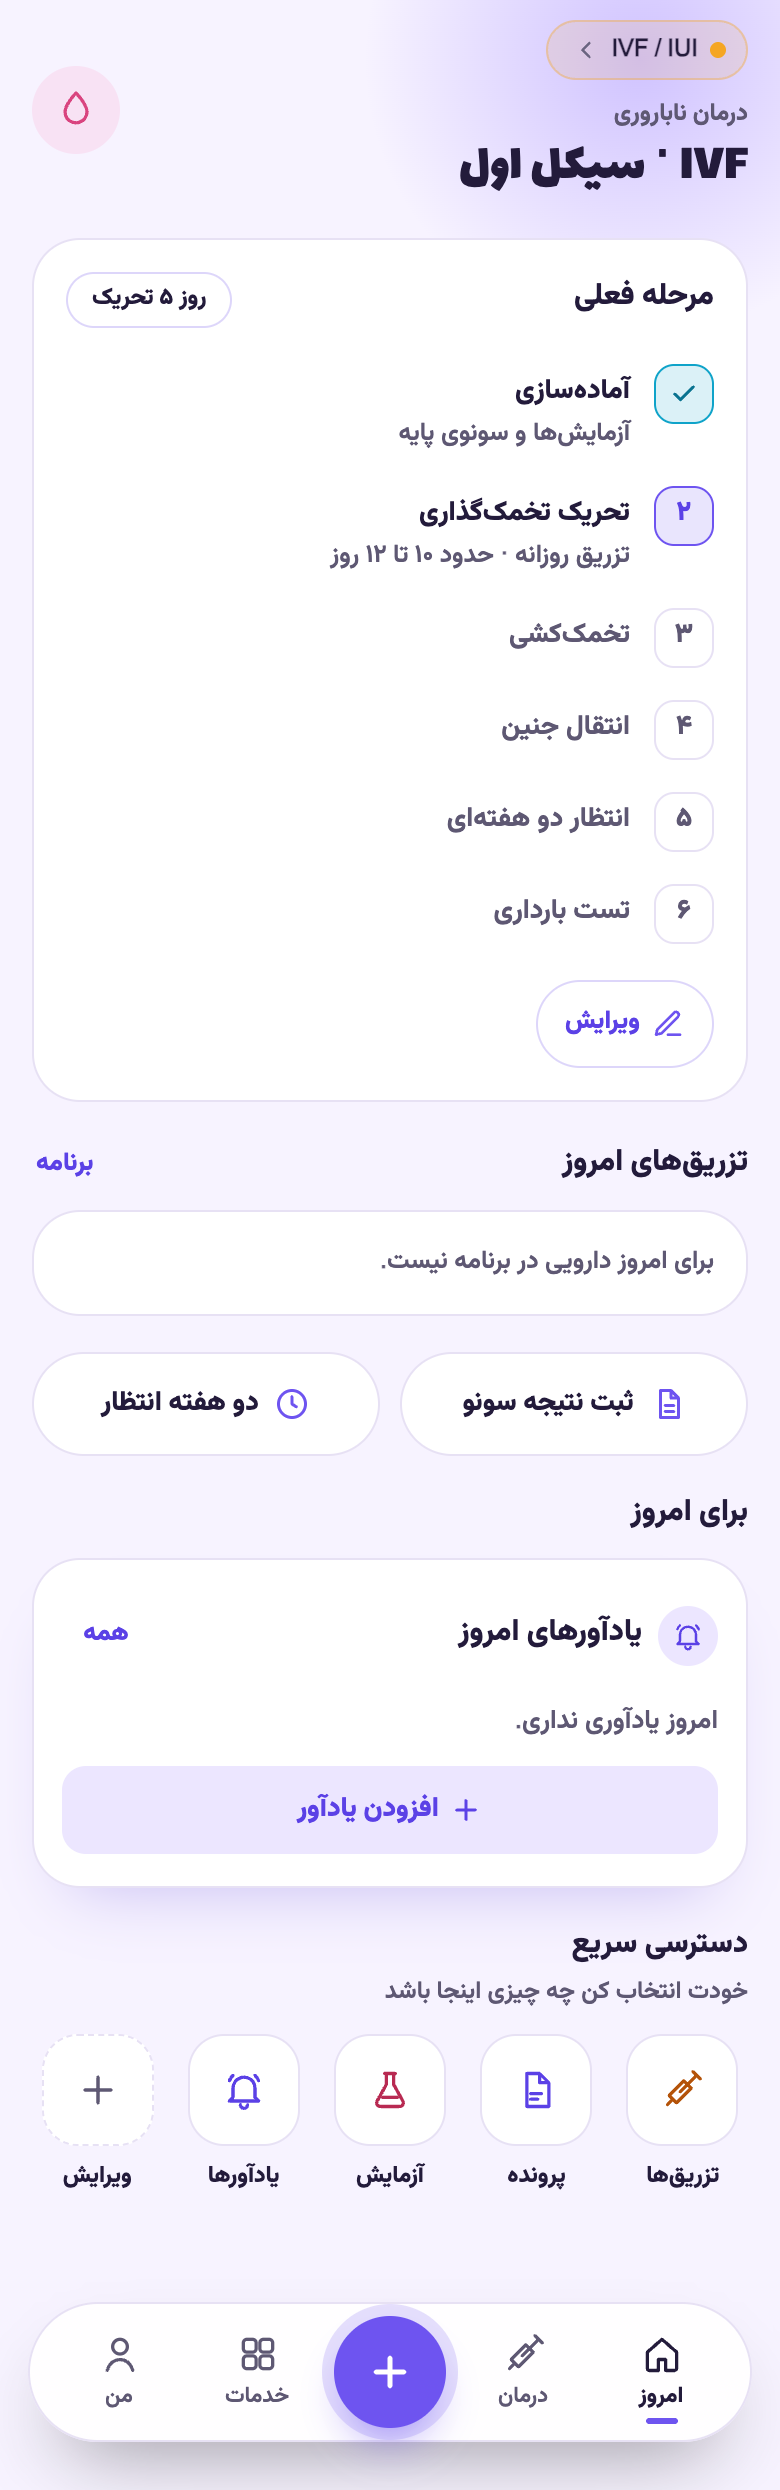 IVF / IUI
درمان ناباروری
IVF · سیکل اول
مرحله فعلی
روز ۵ تحریک
آماده‌سازی
آزمایش‌ها و سونوی پایه
۲
تحریک تخمک‌گذاری
تزریق روزانه · حدود ۱۰ تا ۱۲ روز
۳
تخمک‌کشی
۴
انتقال جنین
۵
انتظار دو هفته‌ای
۶
تست بارداری
ویرایش
تزریق‌های امروز
برنامه
برای امروز دارویی در برنامه نیست.
ثبت نتیجه سونو
دو هفته انتظار
برای امروز
یادآورهای امروز
همه
امروز یادآوری نداری.
افزودن یادآور
دسترسی سریع
خودت انتخاب کن چه چیزی اینجا باشد
تزریق‌ها
پرونده
آزمایش
یادآورها
ویرایش
امروز
درمان
خدمات
من